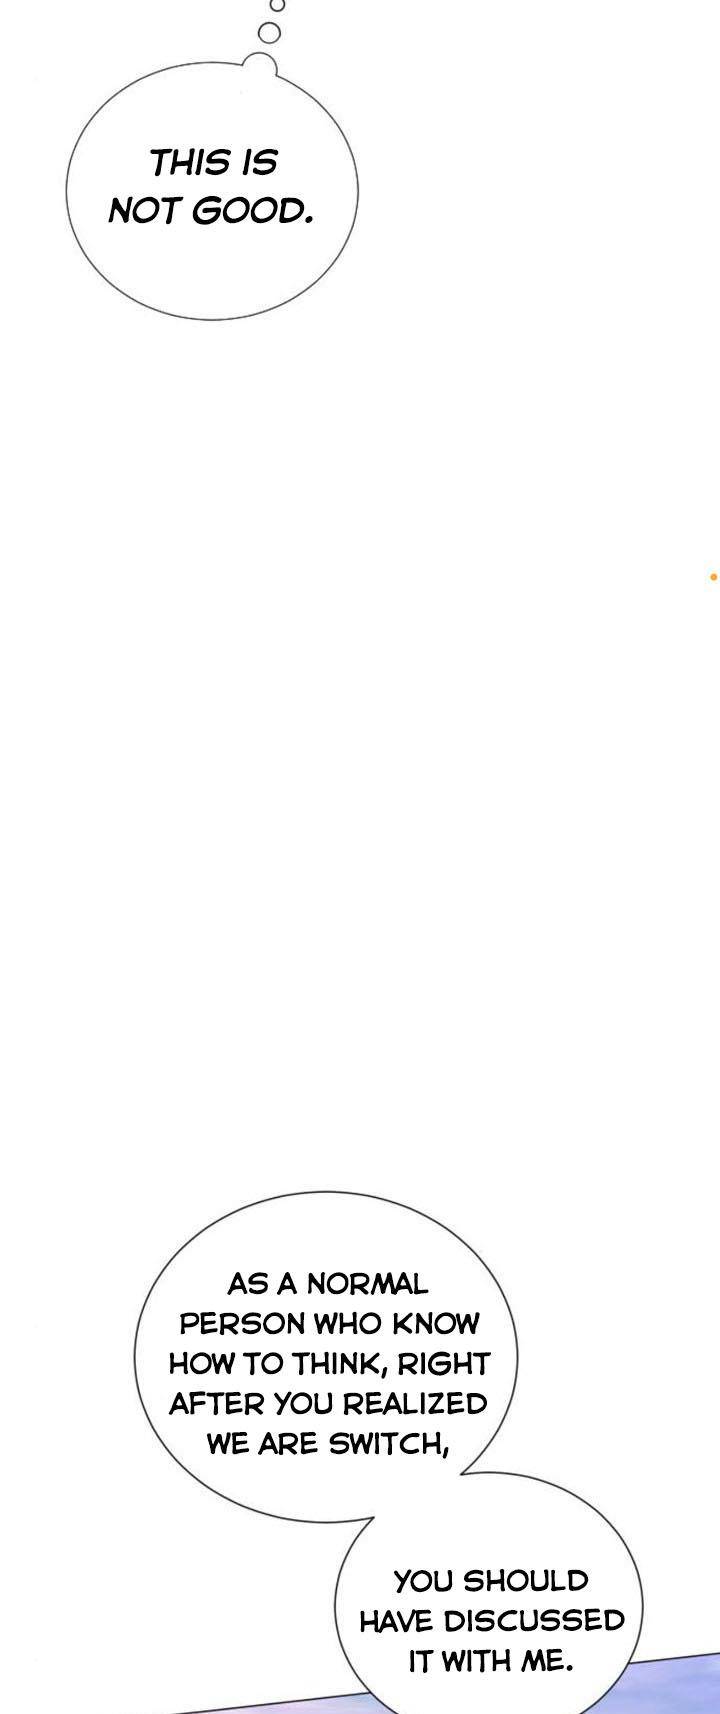 THIS IS
NOT GOOD.
AS A NORMAL
PERSON WHO KNOW
HOW TO THINK, RIGHT
AFTER YOU REALIZED
WE ARE SWITCH,
YOU SHOULD
HAVE DISCUSSED
IT WITH ME.